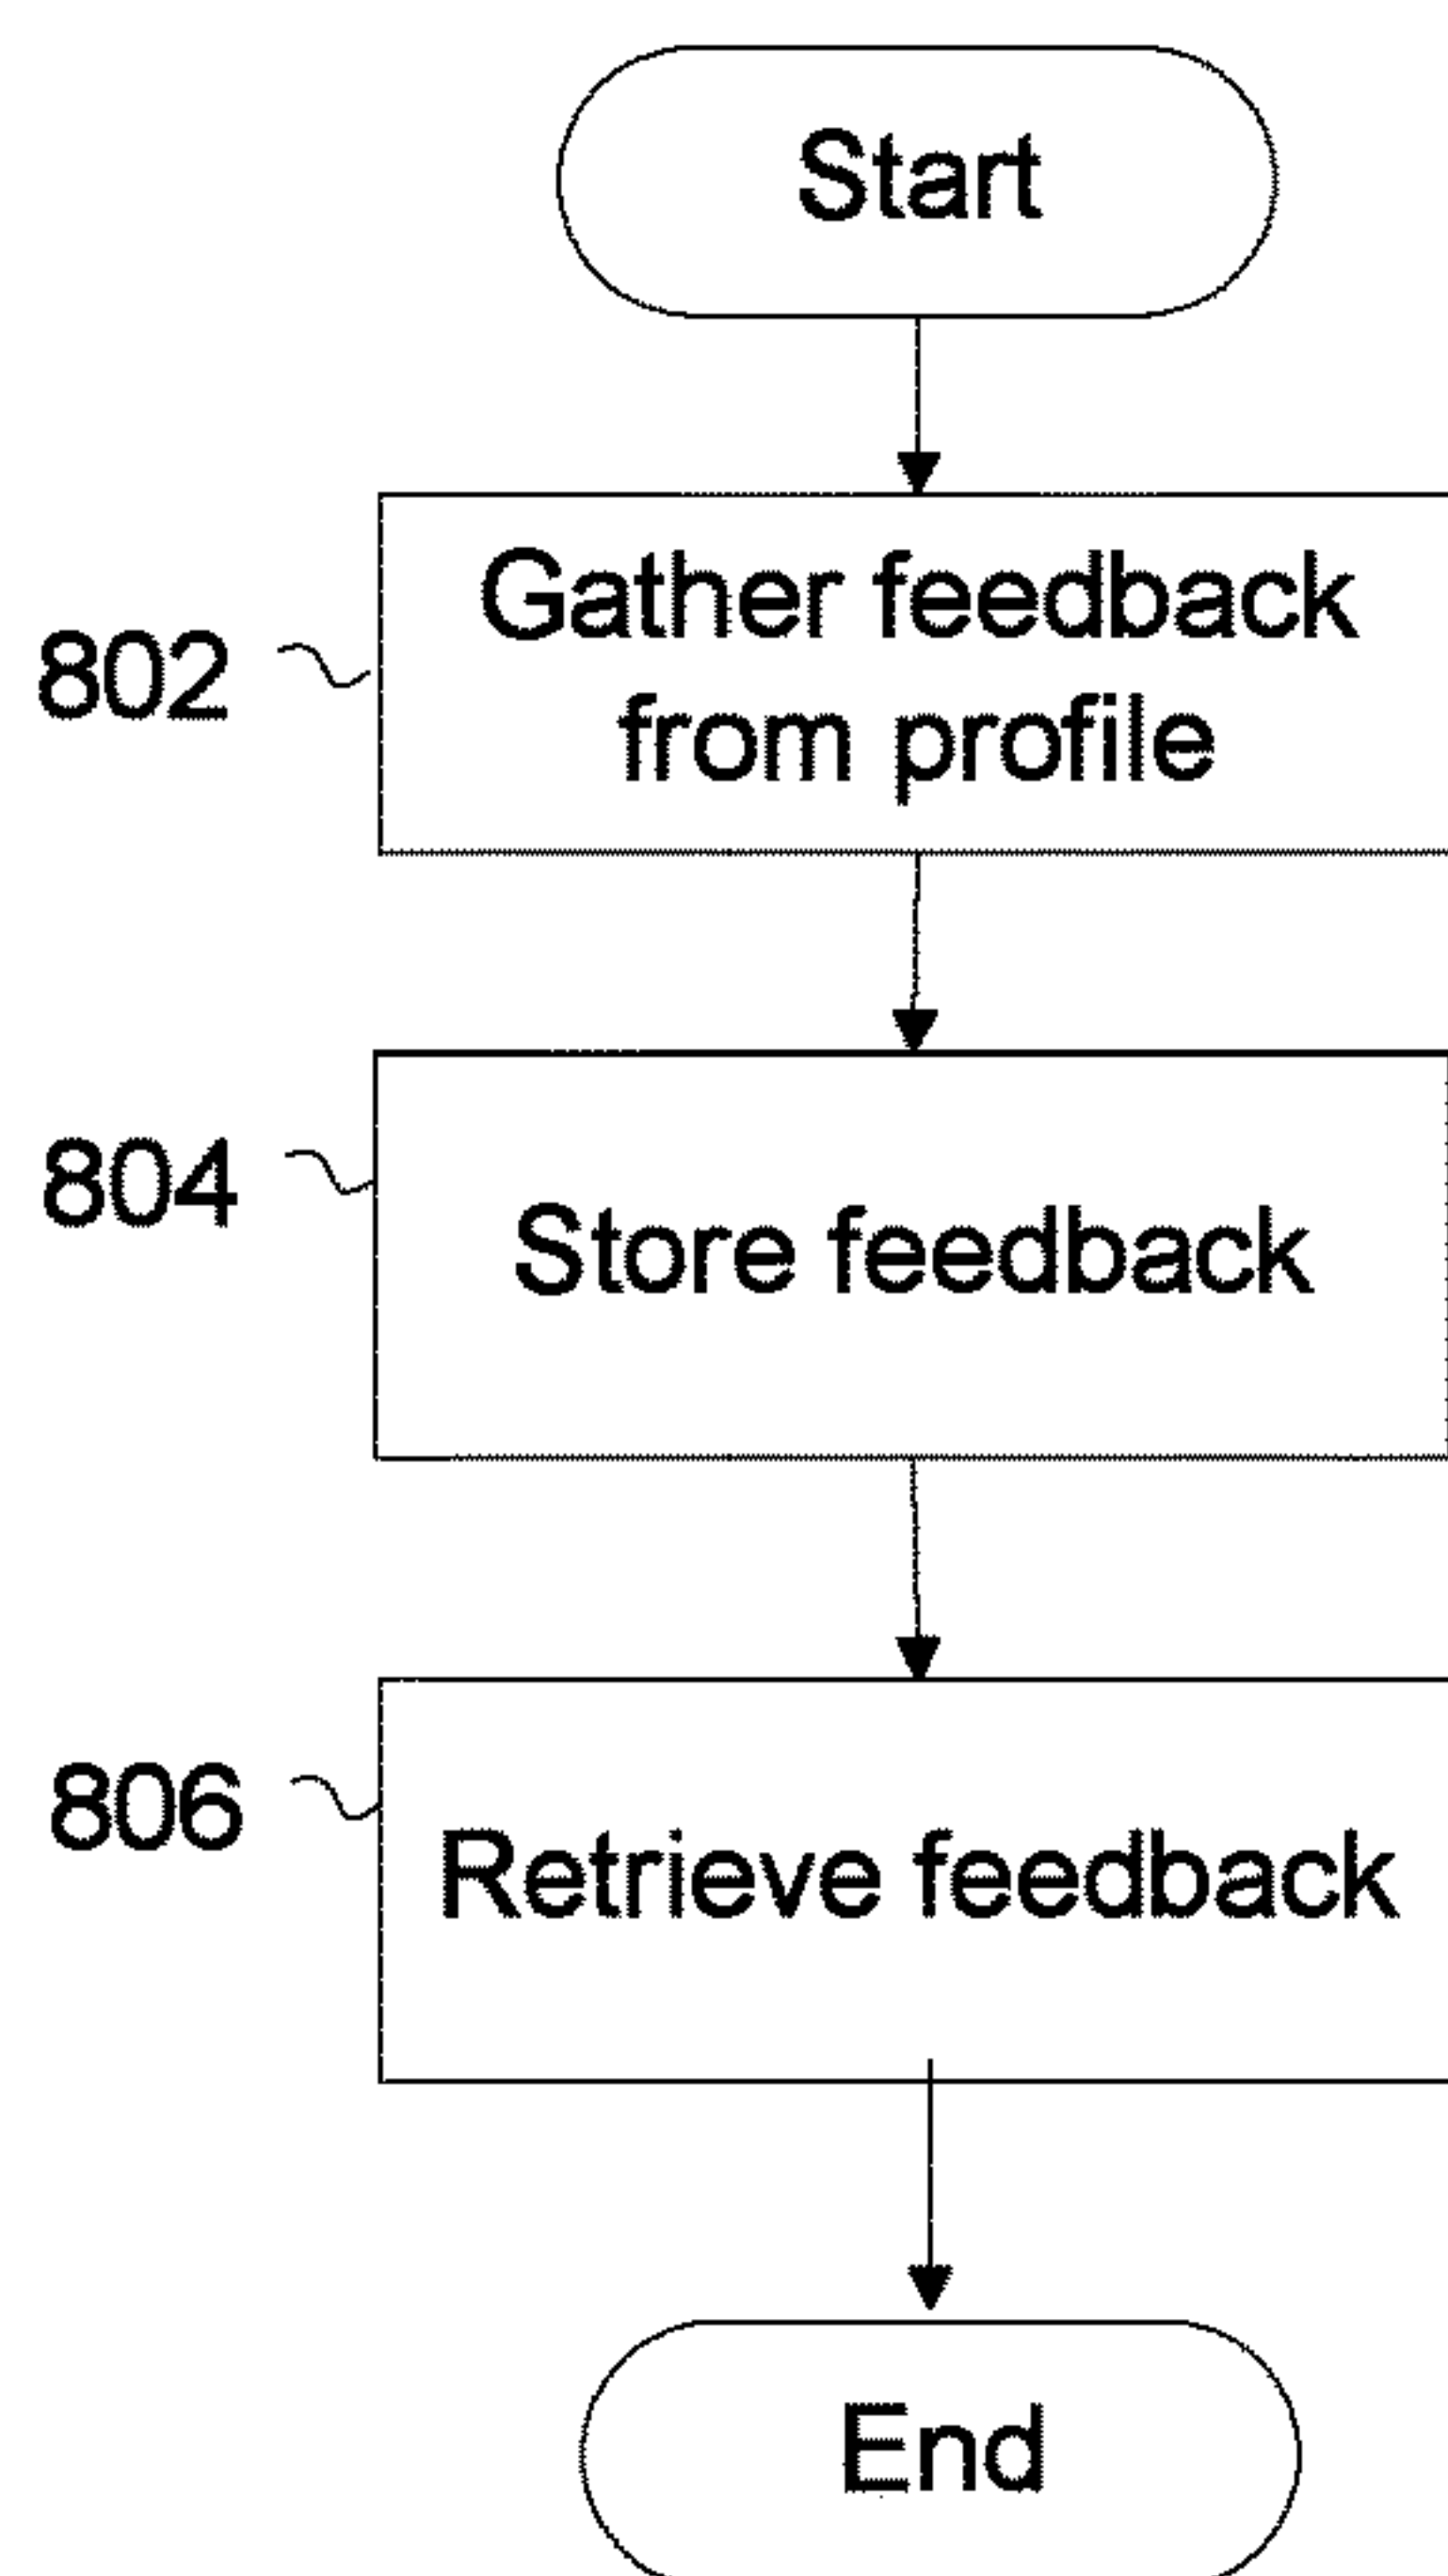 Start
802
Gather feedback
from profile
804
Store feedback
806
Retrieve feedback
End